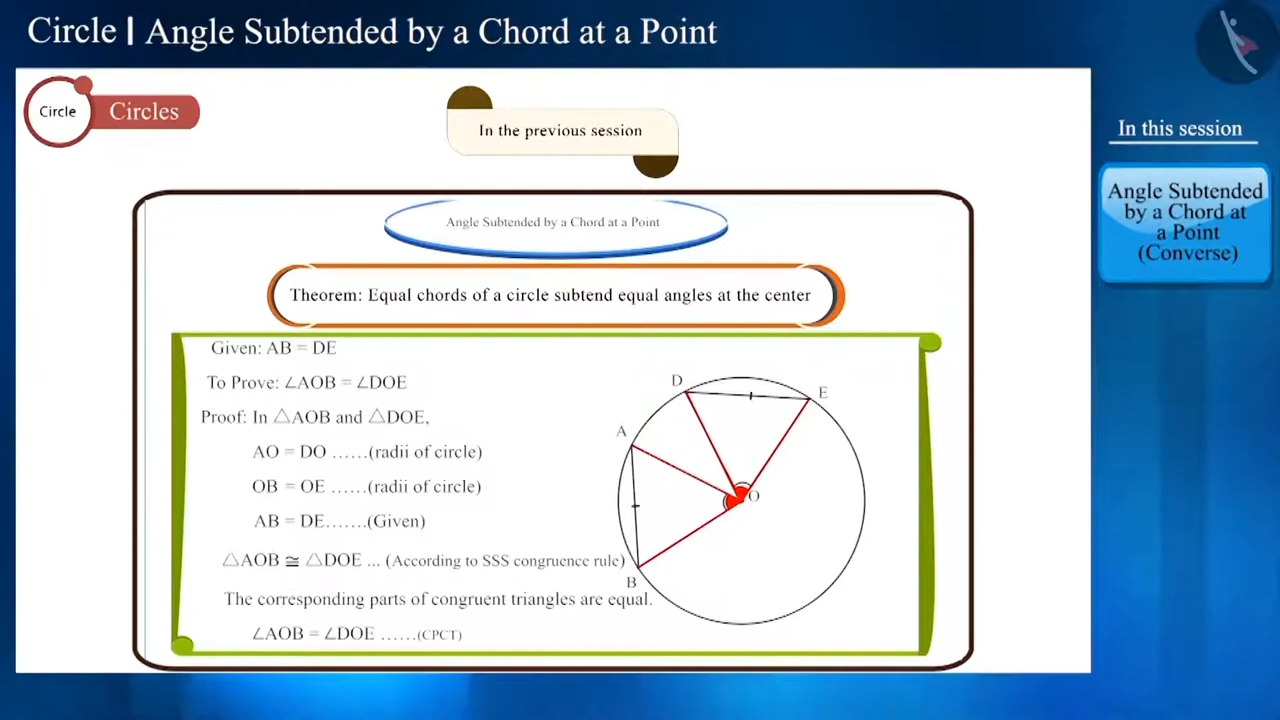 Circle | Angle Subtended by a Chord at a Point
Circle
Circles
In the previous session
In this session
Angle Subtended
by a Chord at
a Point
(Converse)
Angle Subtended by a Chord at a Point
Theorem: Equal chords of a circle subtend equal angles at the center
Given: AB = DE
To Prove: ∠AOB = ∠DOE
Proof: In △AOB and △DOE,
AO = DO ......(radii of circle)
OB = OE ......(radii of circle)
AB = DE.......(Given)
△AOB ≅ △DOE ... (According to SSS congruence rule)
The corresponding parts of congruent triangles are equal.
∠AOB = ∠DOE ......(CPCT)
D
E
A
O
B